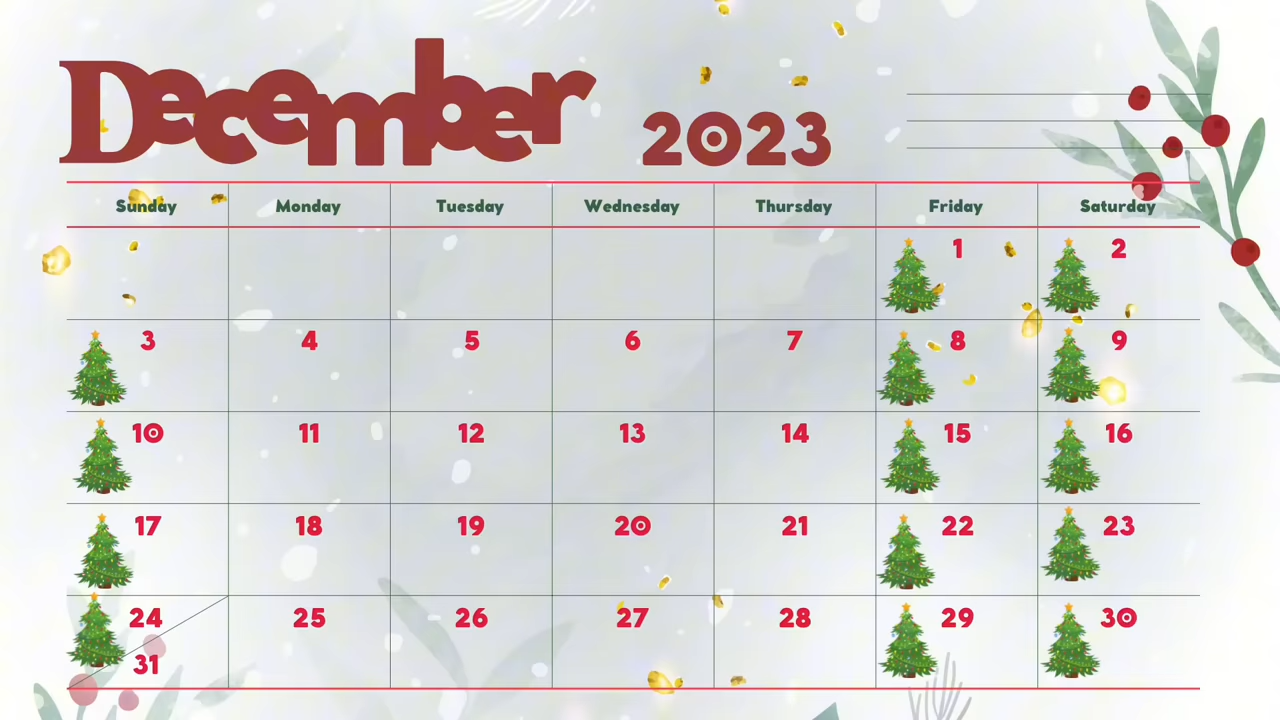 December 2023
Sunday Monday Tuesday Wednesday Thursday Friday Saturday
1 2
3 4 5 6 7 8 9
10 11 12 13 14 15 16
17 18 19 20 21 22 23
24 25 26 27 28 29 30
31